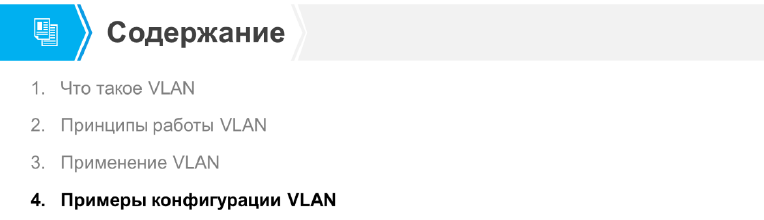 Содержание
1. Что такое VLAN
2. Принципы работы VLAN
3. Применение VLAN
4. Примеры конфигурации VLAN